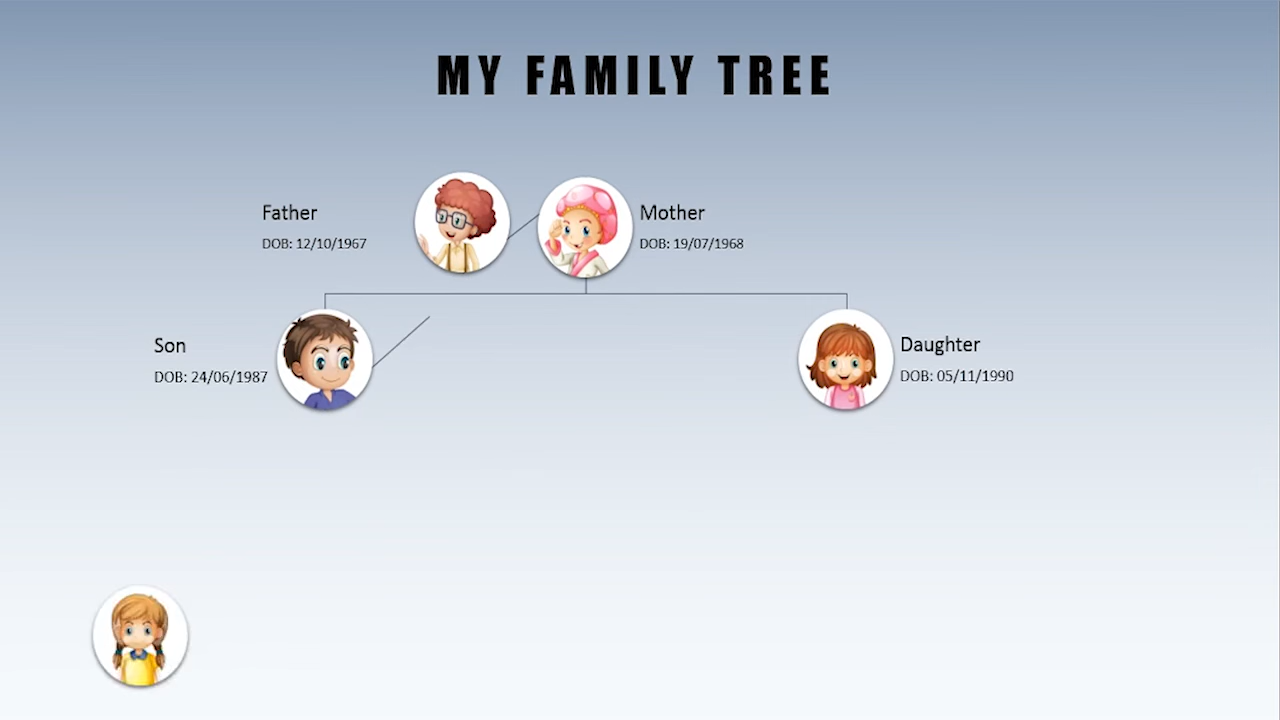 MY FAMILY TREE
Father
DOB: 12/10/1967
Mother
DOB: 19/07/1968
Son
DOB: 24/06/1987
Daughter
DOB: 05/11/1990